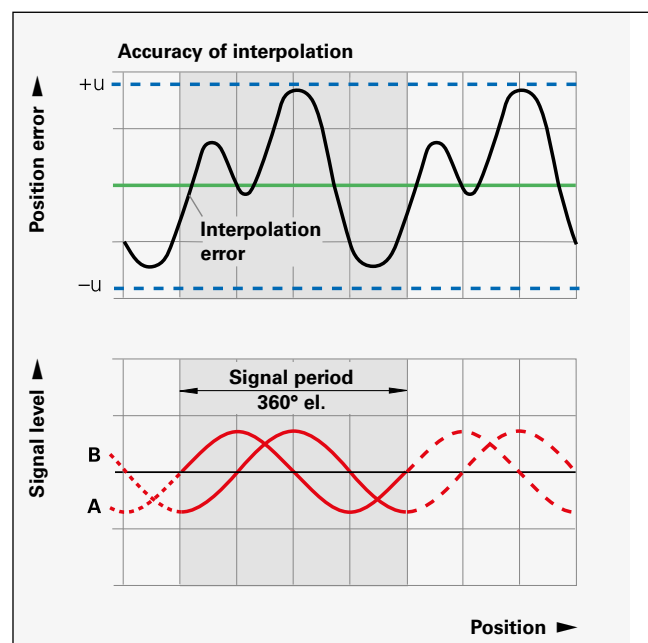 Accuracy of interpolation
Position error
+u
Interpolation
error
–u
Signal level
Signal period
360° el.
B
A
Position